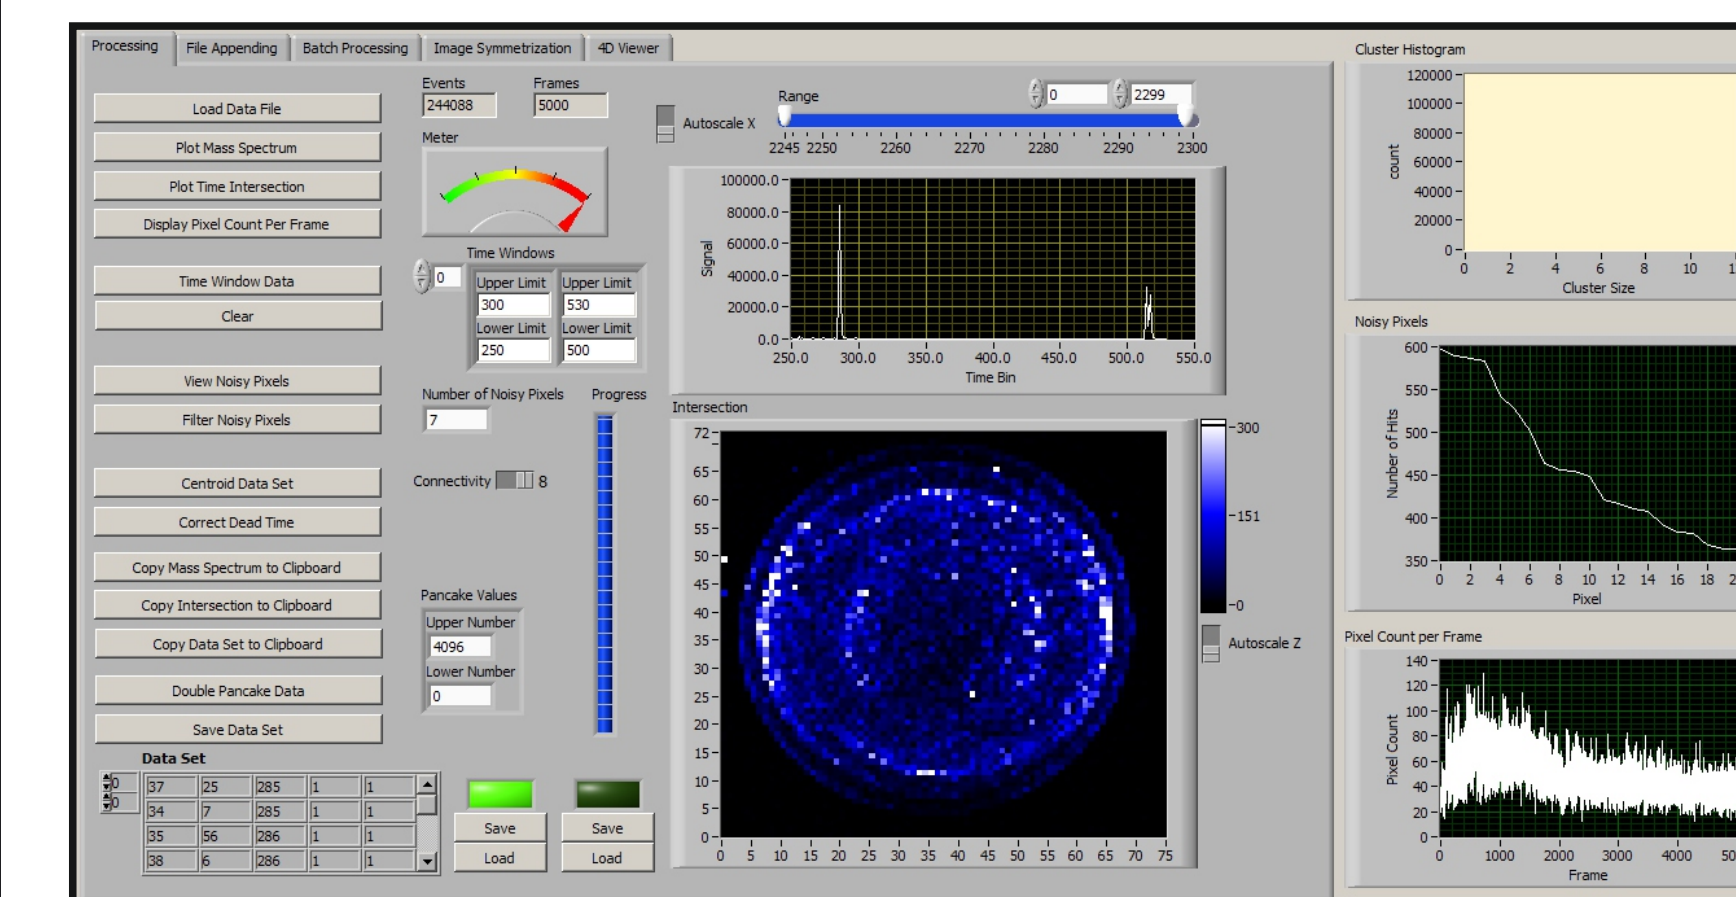 Processing File Appending Batch Processing Image Symmetrization 4D Viewer
Load Data File
Plot Mass Spectrum
Plot Time Intersection
Display Pixel Count Per Frame
Time Window Data
Clear
View Noisy Pixels
Filter Noisy Pixels
Centroid Data Set
Correct Dead Time
Copy Mass Spectrum to Clipboard
Copy Intersection to Clipboard
Copy Data Set to Clipboard
Double Pancake Data
Save Data Set
Data Set
0
0
37 25 285 1 1
34 7 285 1 1
35 56 286 1 1
38 6 286 1 1
Events Frames
244088 5000
Meter
Time Windows
0
Upper Limit Upper Limit
300 530
Lower Limit Lower Limit
250 500
Number of Noisy Pixels Progress
7
Connectivity 8
Pancake Values
Upper Number
4096
Lower Number
0
Save Save
Load Load
Autoscale X
Range 0 2299
2245 2250 2260 2270 2280 2290 2300
Signal
100000.0
80000.0
60000.0
40000.0
20000.0
0.0
250.0 300.0 350.0 400.0 450.0 500.0 550.0
Time Bin
Intersection
72
65
60
55
50
45
40
35
30
25
20
15
10
5
0
0 5 10 15 20 25 30 35 40 45 50 55 60 65 70 75
300
151
0
Autoscale Z
Cluster Histogram
count
120000
100000
80000
60000
40000
20000
0
0 2 4 6 8 10 1
Cluster Size
Noisy Pixels
Number of Hits
600
550
500
450
400
350
0 2 4 6 8 10 12 14 16 18 2
Pixel
Pixel Count per Frame
Pixel Count
140
120
100
80
60
40
20
0
0 1000 2000 3000 4000 50
Frame